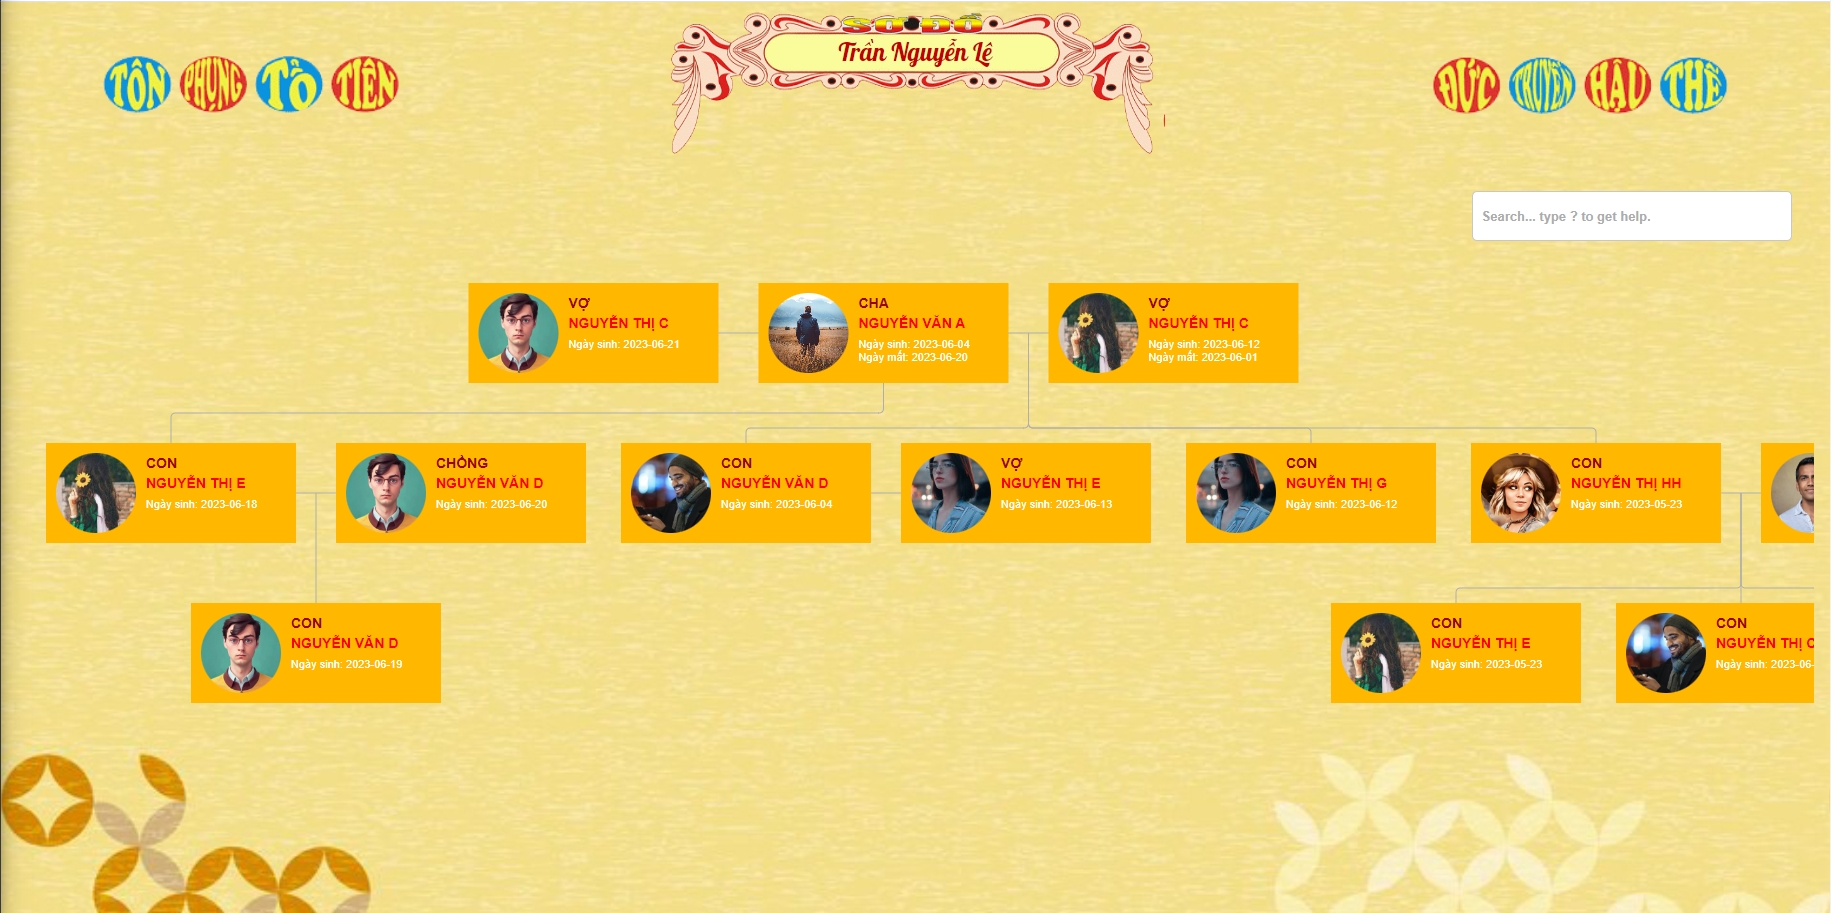 SƠ ĐỒ
Trần Nguyễn Lê
TÔN PHỤNG TỔ TIÊN
ĐỨC TRUYỀN HẬU THẾ
Search... type ? to get help.
VỢ
NGUYỄN THỊ C
Ngày sinh: 2023-06-21
CHA
NGUYỄN VĂN A
Ngày sinh: 2023-06-04
Ngày mất: 2023-06-20
VỢ
NGUYỄN THỊ C
Ngày sinh: 2023-06-12
Ngày mất: 2023-06-01
CON
NGUYỄN THỊ E
Ngày sinh: 2023-06-18
CHỒNG
NGUYỄN VĂN D
Ngày sinh: 2023-06-20
CON
NGUYỄN VĂN D
Ngày sinh: 2023-06-04
VỢ
NGUYỄN THỊ E
Ngày sinh: 2023-06-13
CON
NGUYỄN THỊ G
Ngày sinh: 2023-06-12
CON
NGUYỄN THỊ HH
Ngày sinh: 2023-05-23
CON
NGUYỄN VĂN D
Ngày sinh: 2023-06-19
CON
NGUYỄN THỊ E
Ngày sinh: 2023-05-23
CON
NGUYỄN THỊ C
Ngày sinh: 2023-06-